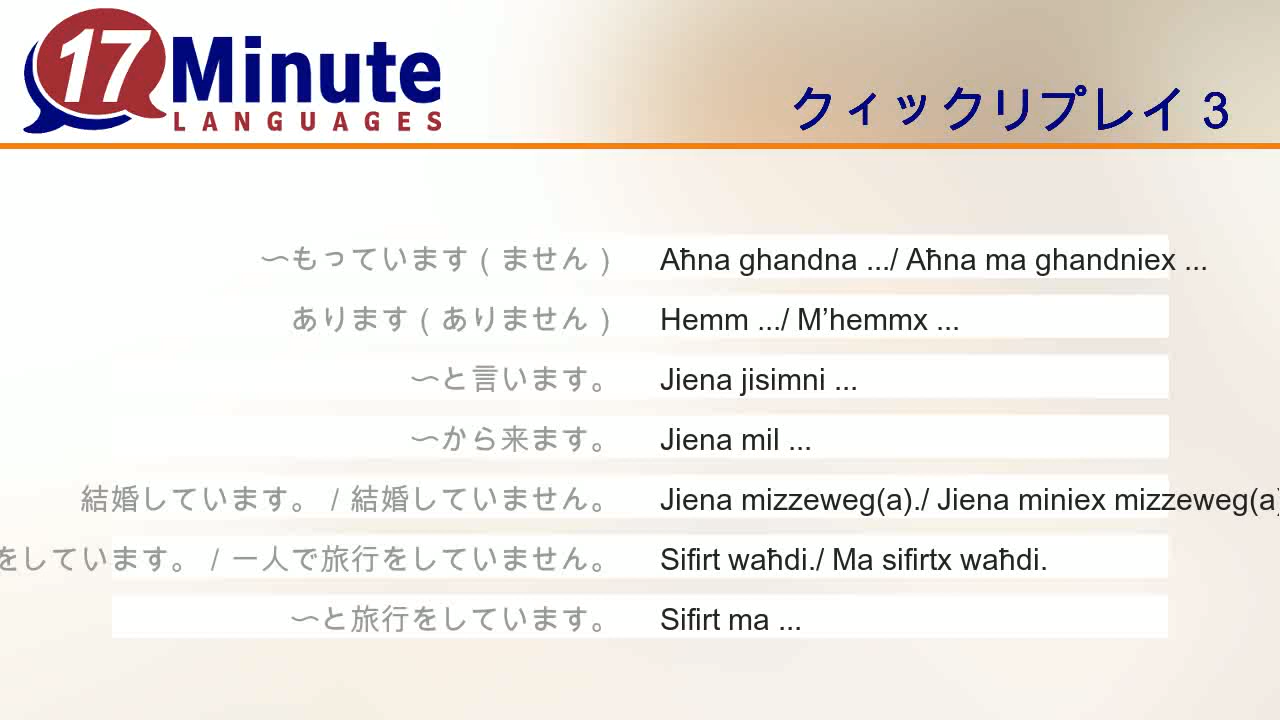 17 Minute
LANGUAGES
クィックリプレイ 3
〜もっています ( ません ) Aħna ghandna .../ Aħna ma ghandniex ...
あります ( ありません ) Hemm .../ M’hemmx ...
〜と言います。 Jiena jisimni ...
〜から来ます。 Jiena mil ...
結婚しています。 / 結婚していません。 Jiena mizzeweg(a)./ Jiena miniex mizzeweg(a)
をしています。 / 一人で旅行をしていません。 Sifirt waħdi./ Ma sifirtx waħdi.
〜と旅行をしています。 Sifirt ma ...